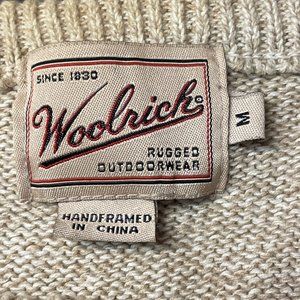 SINCE 1830
Woolrich
RUGGED
OUTDOORWEAR
M
HANDFRAMED
IN CHINA